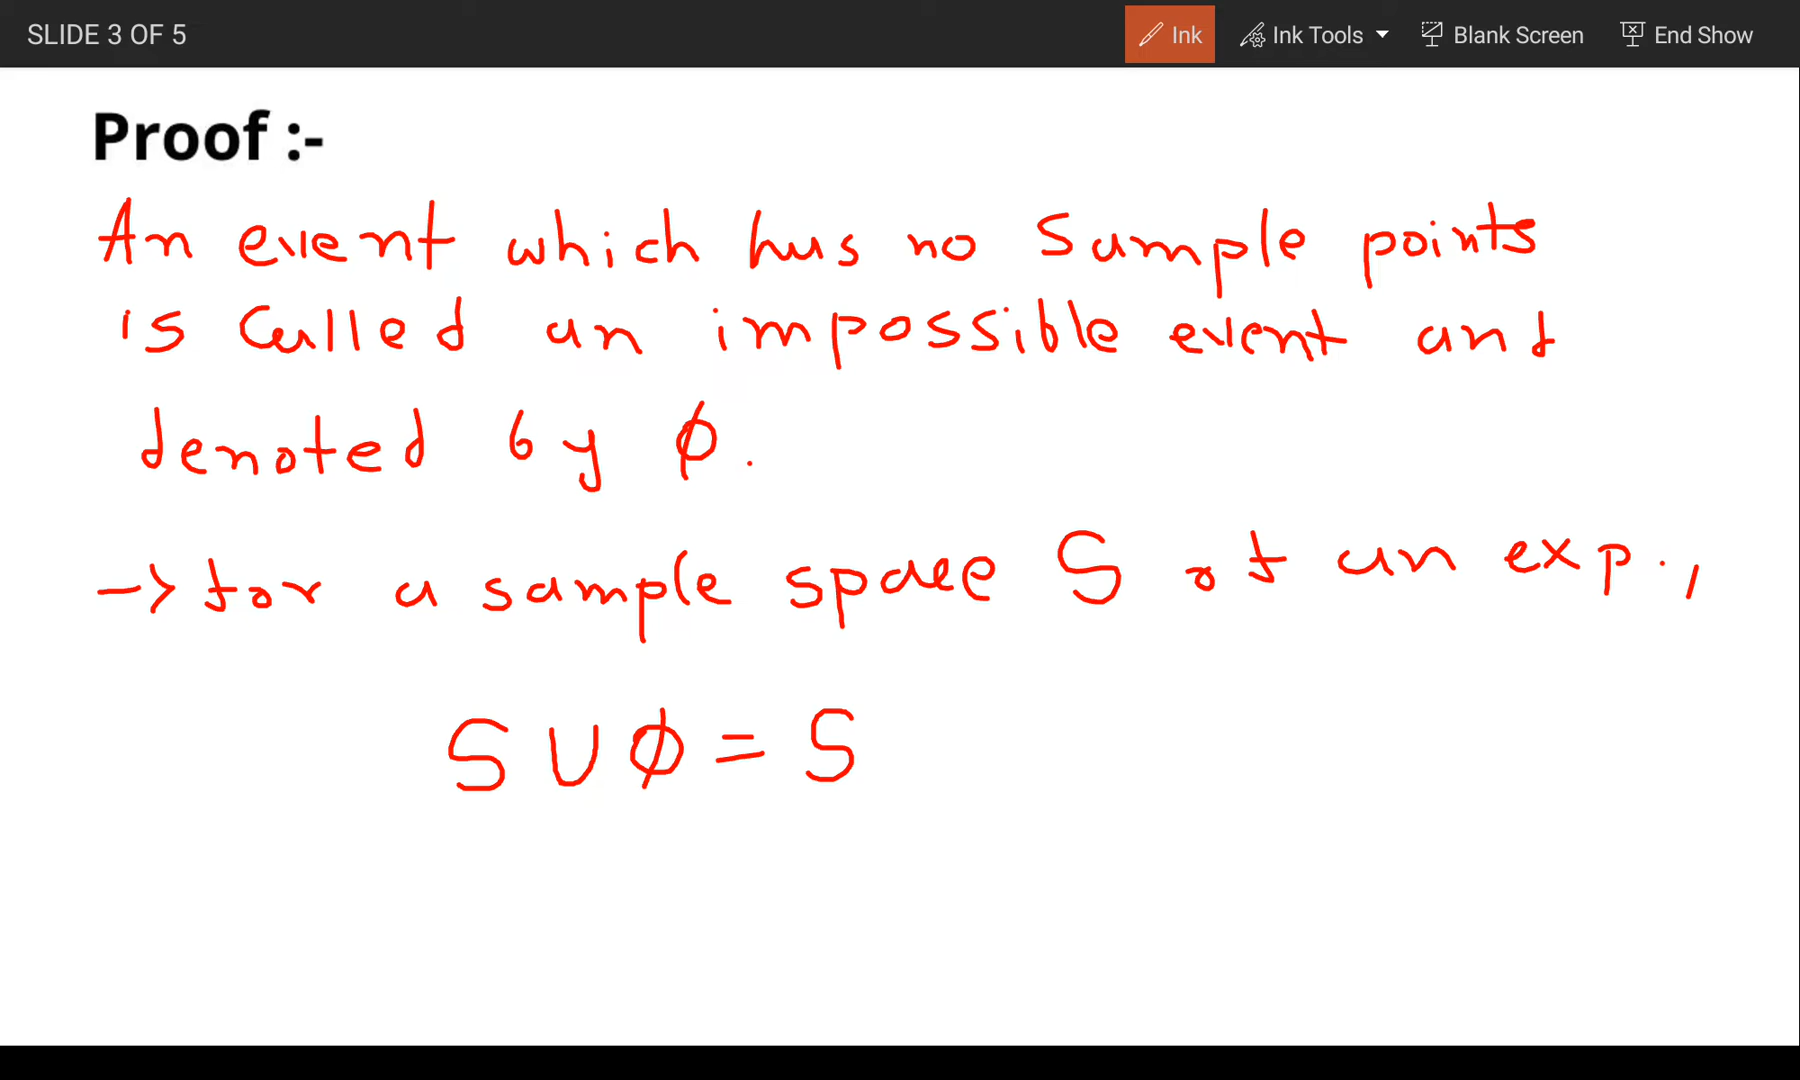 SLIDE 3 OF 5 Ink Ink Tools Blank Screen End Show
Proof :-
An event which has no Sample points
is Called an impossible event and
denoted by ϕ.
→ for a sample space S of an exp.,
S ∪ ϕ = S